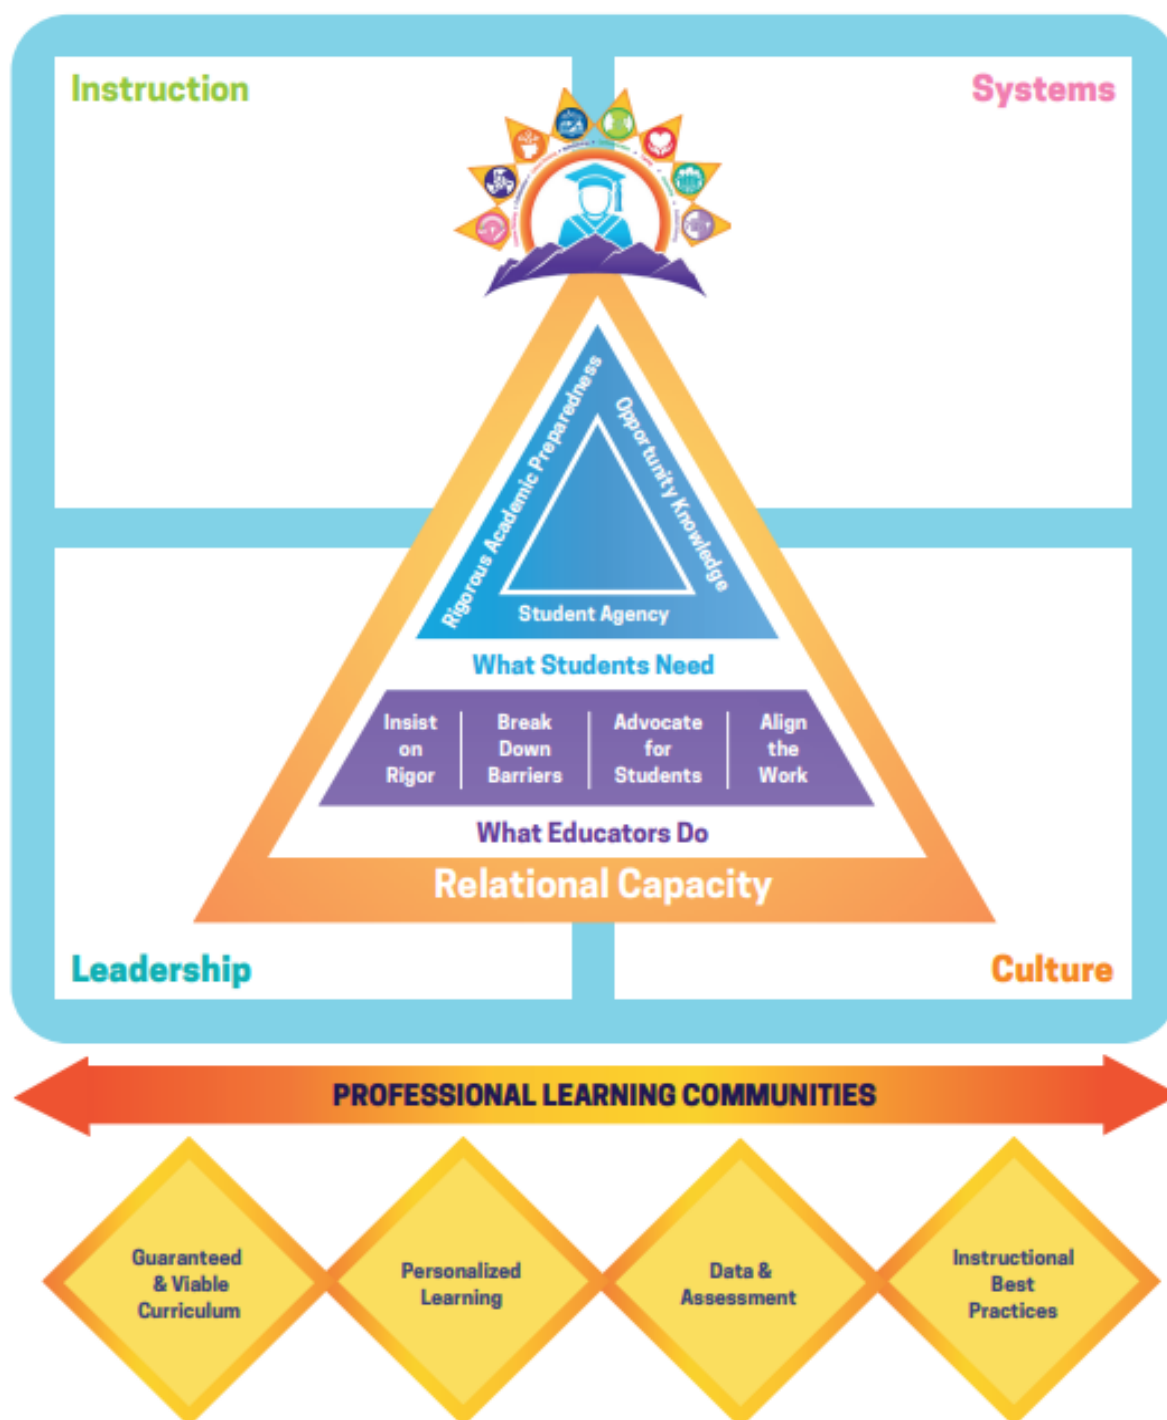 Instruction
Systems
Rigorous Academic Preparedness
Opportunity Knowledge
Student Agency
What Students Need
Insist
on
Rigor
Break
Down
Barriers
Advocate
for
Students
Align
the
Work
What Educators Do
Relational Capacity
Leadership
Culture
PROFESSIONAL LEARNING COMMUNITIES
Guaranteed
& Viable
Curriculum
Personalized
Learning
Data &
Assessment
Instructional
Best
Practices